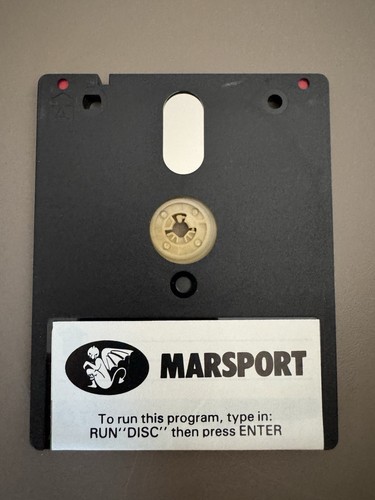 MARSPORT
To run this program, type in:
RUN"DISC" then press ENTER